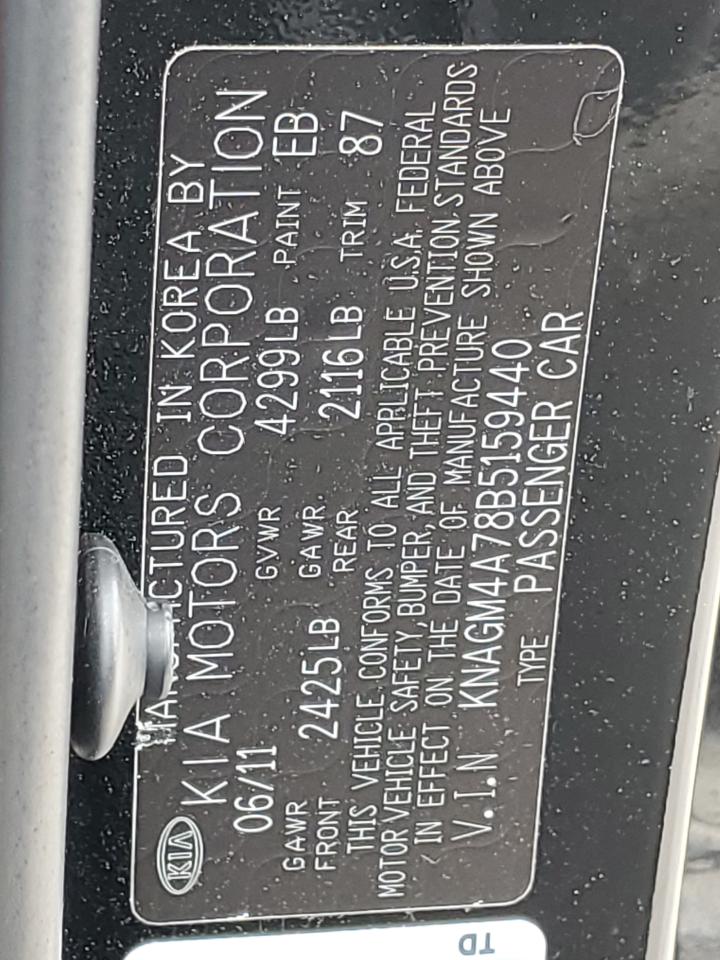 KIA
MANUFACTURED IN KOREA BY
KIA MOTORS CORPORATION
06/11 GVWR 4299LB PAINT EB
GAWR FRONT 2425LB GAWR. REAR 2116LB TRIM 87
THIS VEHICLE CONFORMS TO ALL APPLICABLE U.S.A. FEDERAL
MOTOR VEHICLE SAFETY, BUMPER, AND THEFT PREVENTION STANDARDS
IN EFFECT ON THE DATE OF MANUFACTURE SHOWN ABOVE
V.I.N KNAGM4A78B5159440
TYPE PASSENGER CAR
TD